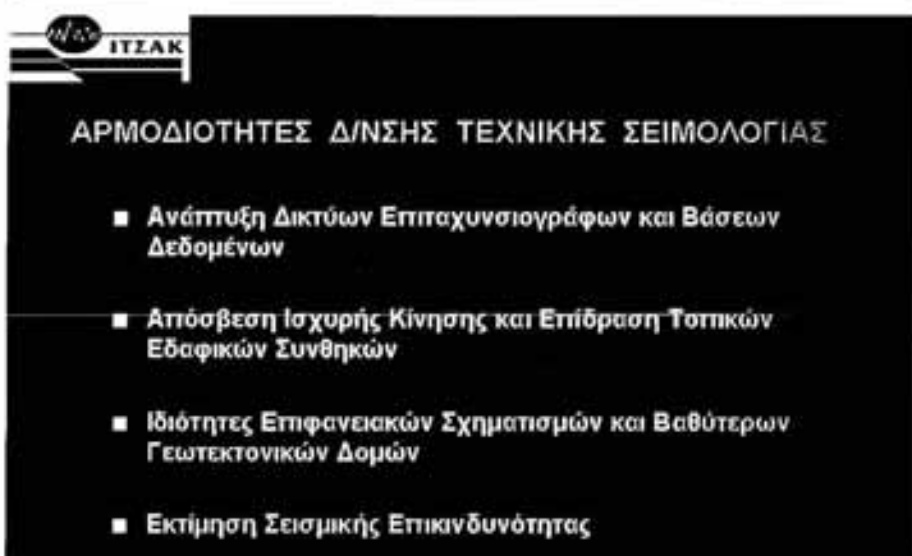 ΙΤΣΑΚ
ΑΡΜΟΔΙΟΤΗΤΕΣ Δ/ΝΣΗΣ ΤΕΧΝΙΚΗΣ ΣΕΙΜΟΛΟΓΙΑΣ
■ Ανάπτυξη Δικτύων Επιταχυνσιογράφων και Βάσεων
Δεδομένων
■ Απόσβεση Ισχυρής Κίνησης και Επίδραση Τοπικών
Εδαφικών Συνθηκών
■ Ιδιότητες Επιφανειακών Σχηματισμών και Βαθύτερων
Γεωτεκτονικών Δομών
■ Εκτίμηση Σεισμικής Επικινδυνότητας